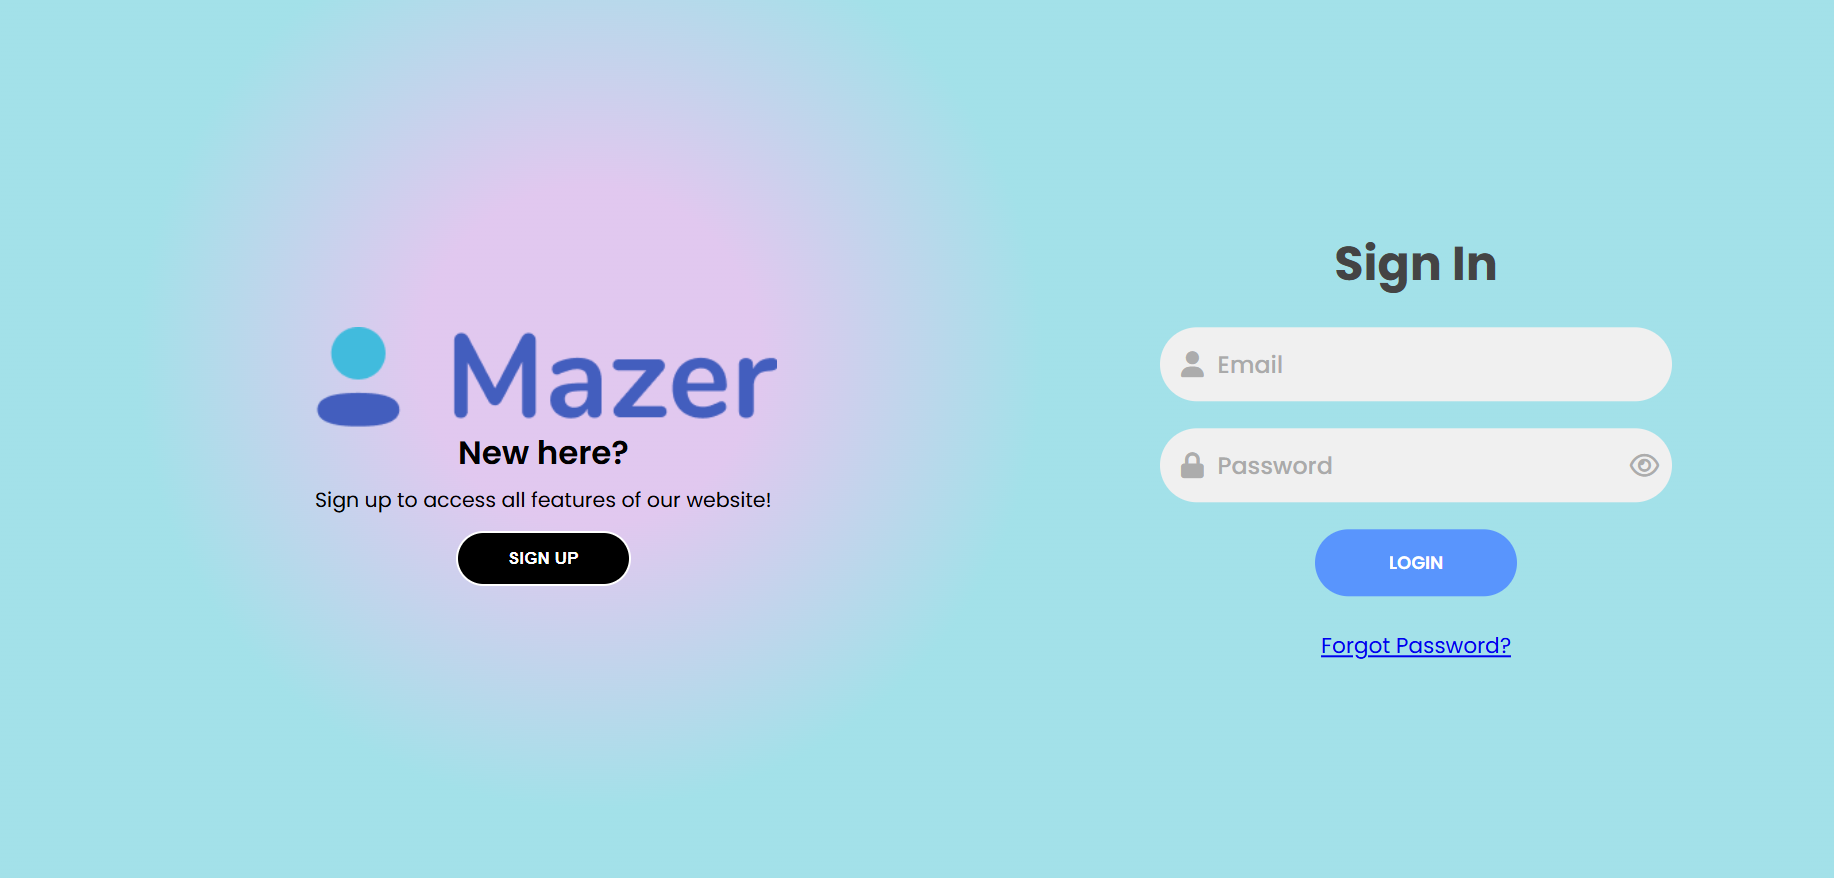 Mazer
New here?
Sign up to access all features of our website!
SIGN UP
Sign In
Email
Password
LOGIN
Forgot Password?